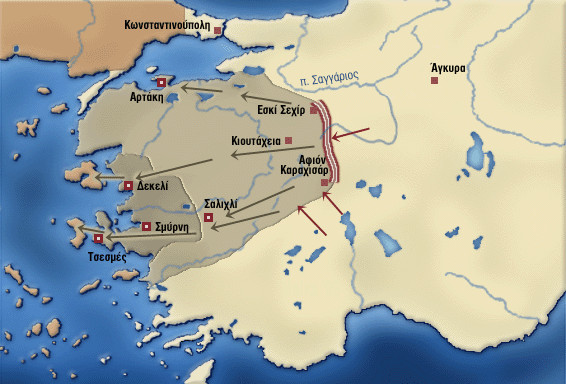 Κωνσταντινούπολη
Άγκυρα
π. Σαγγάριος
Αρτάκη
Εσκί Σεχίρ
Κιουτάχεια
Αφιόν
Καραχισάρ
Δεκελί
Σαλιχλί
Σμύρνη
Τσεσμές